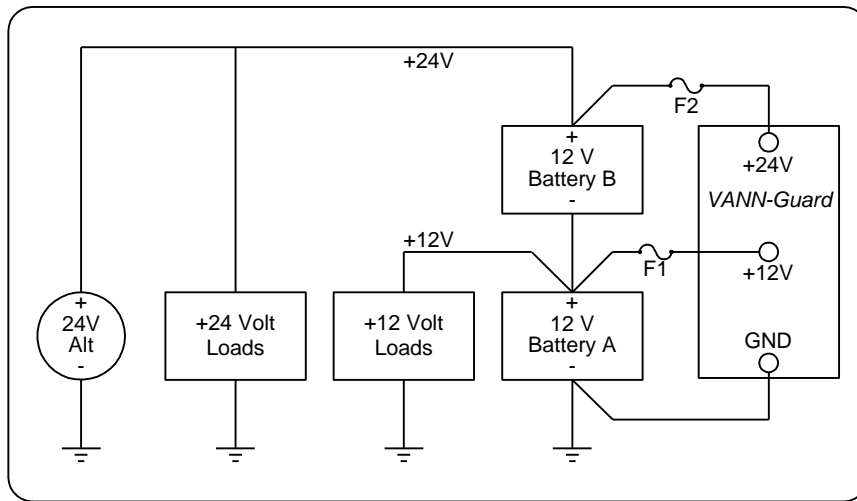 +24V
F2
+
12 V
Battery B
-
+24V
VANN-Guard
+12V
F1
+12V
+
24V
Alt
-
+24 Volt
Loads
+12 Volt
Loads
+
12 V
Battery A
-
GND